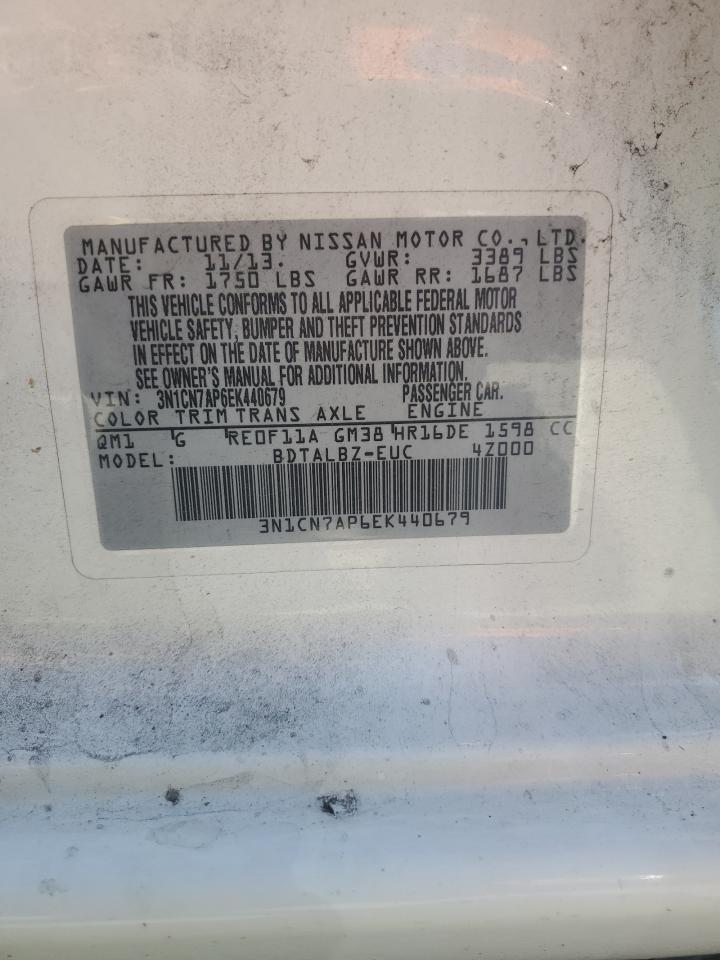 MANUFACTURED BY NISSAN MOTOR CO., LTD.
DATE: 11/13. GVWR: 3389 LBS
GAWR FR: 1750 LBS GAWR RR: 1687 LBS
THIS VEHICLE CONFORMS TO ALL APPLICABLE FEDERAL MOTOR
VEHICLE SAFETY, BUMPER AND THEFT PREVENTION STANDARDS
IN EFFECT ON THE DATE OF MANUFACTURE SHOWN ABOVE.
SEE OWNER'S MANUAL FOR ADDITIONAL INFORMATION.
VIN: 3N1CN7AP6EK440679 PASSENGER CAR.
COLOR TRIM TRANS AXLE ENGINE
QM1 G RE0F11A GM38 HR16DE 1598 CC
MODEL: BDTALBZ-EUC 4Z000
3N1CN7AP6EK440679